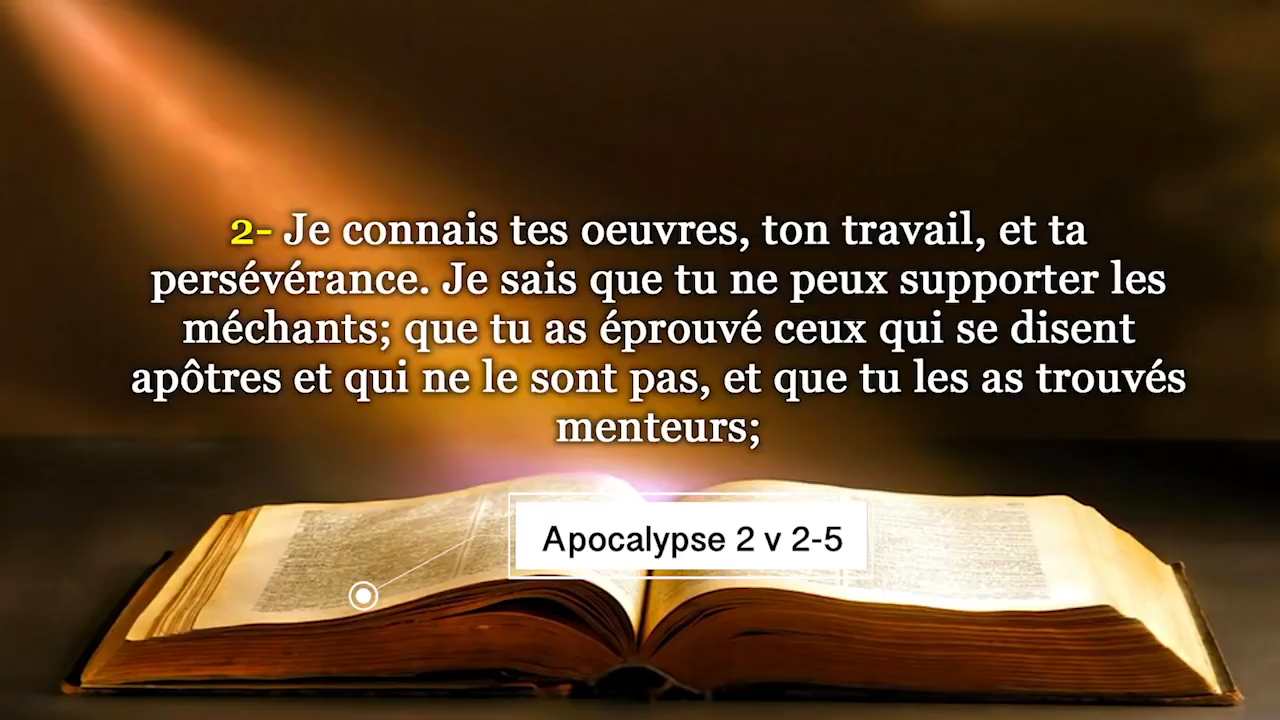 2- Je connais tes oeuvres, ton travail, et ta
persévérance. Je sais que tu ne peux supporter les
méchants; que tu as éprouvé ceux qui se disent
apôtres et qui ne le sont pas, et que tu les as trouvés
menteurs;
Apocalypse 2 v 2-5